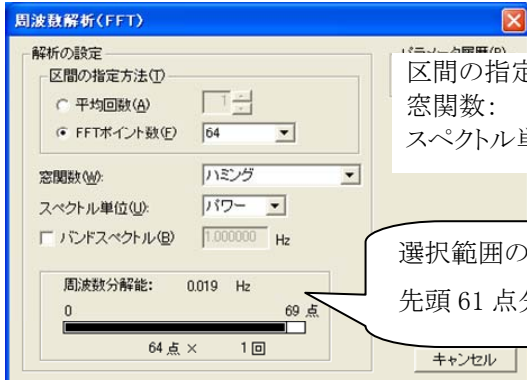 周波数解析(FFT)
解析の設定
区間の指定方法(T)
平均回数(A) 1
FFTポイント数(F) 64
窓関数(W): ハミング
スペクトル単位(U): パワー
バンドスペクトル(B) 1.000000 Hz
周波数分解能: 0.019 Hz
0 69 点
64 点 × 1 回
区間の指定
窓関数:
スペクトル単
選択範囲の
先頭 61 点分
キャンセル